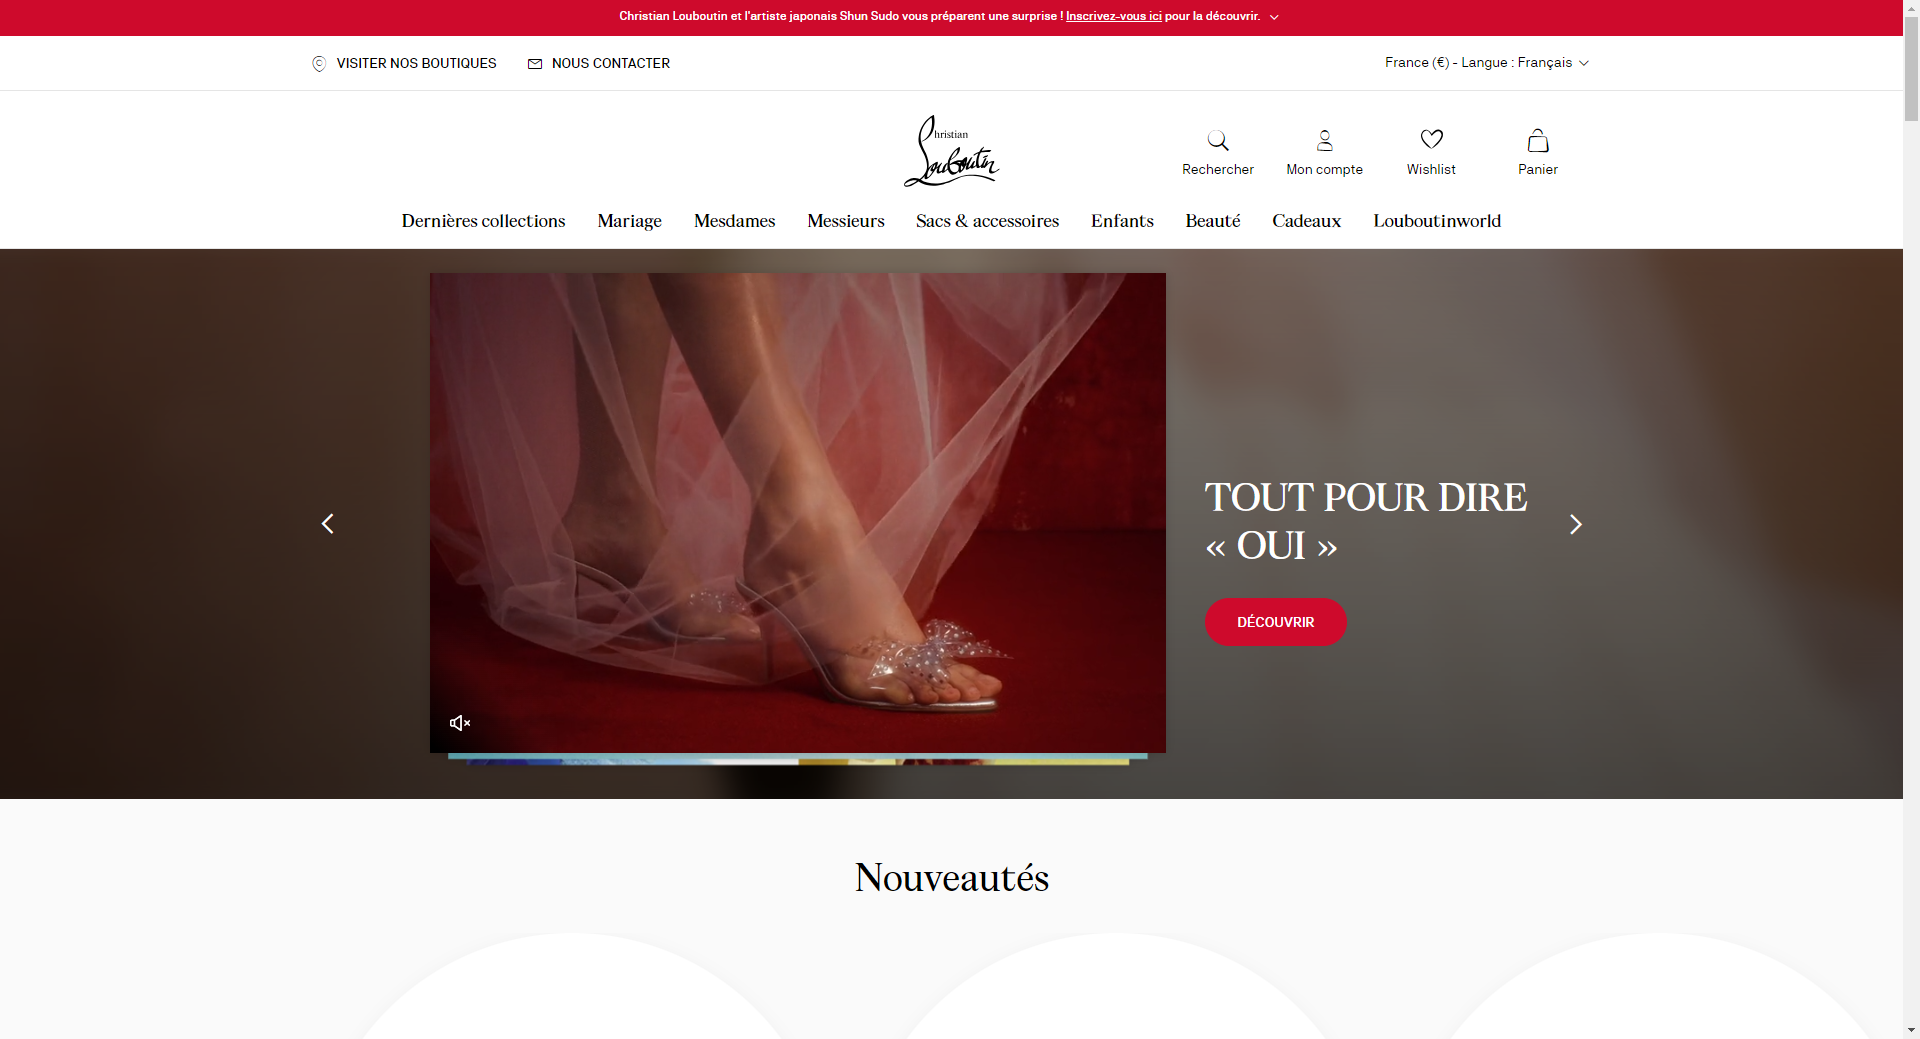 Christian Louboutin et l'artiste japonais Shun Sudo vous préparent une surprise ! Inscrivez-vous ici pour la découvrir.
VISITER NOS BOUTIQUES
NOUS CONTACTER
France (€) - Langue : Français
Christian
Louboutin
Rechercher
Mon compte
Wishlist
Panier
Dernières collections
Mariage
Mesdames
Messieurs
Sacs & accessoires
Enfants
Beauté
Cadeaux
Louboutinworld
TOUT POUR DIRE
« OUI »
DÉCOUVRIR
Nouveautés